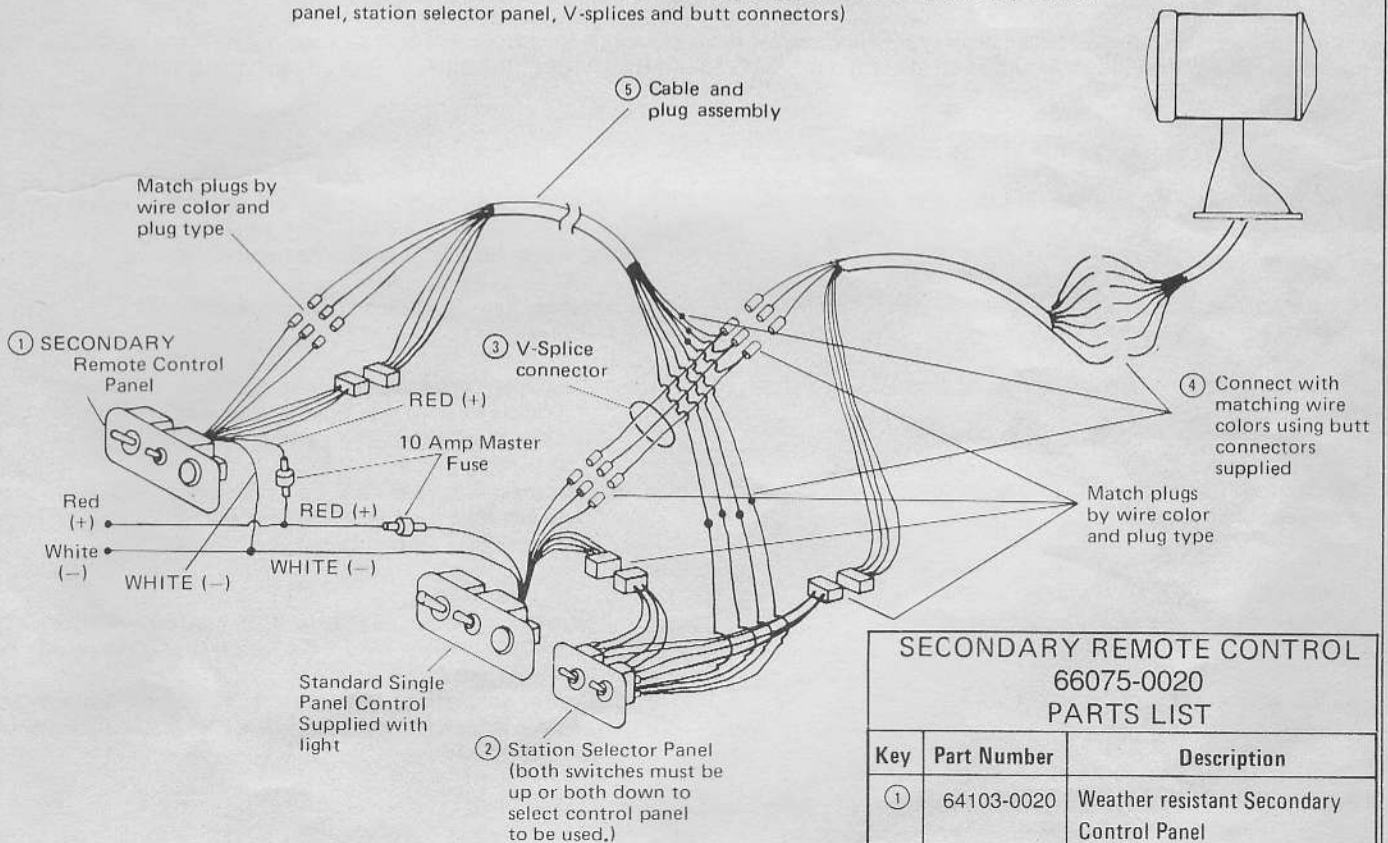 panel, station selector panel, V-splices and butt connectors)
⑤ Cable and
plug assembly
Match plugs by
wire color and
plug type
① SECONDARY
Remote Control
Panel
③ V-Splice
connector
RED (+)
10 Amp Master
Fuse
④ Connect with
matching wire
colors using butt
connectors
supplied
Red
(+)
RED (+)
White
(—)
WHITE (—)
WHITE (—)
Match plugs
by wire color
and plug type
Standard Single
Panel Control
Supplied with
light
② Station Selector Panel
(both switches must be
up or both down to
select control panel
to be used.)
SECONDARY REMOTE CONTROL
66075-0020
PARTS LIST
Key Part Number Description
① 64103-0020 Weather resistant Secondary
Control Panel